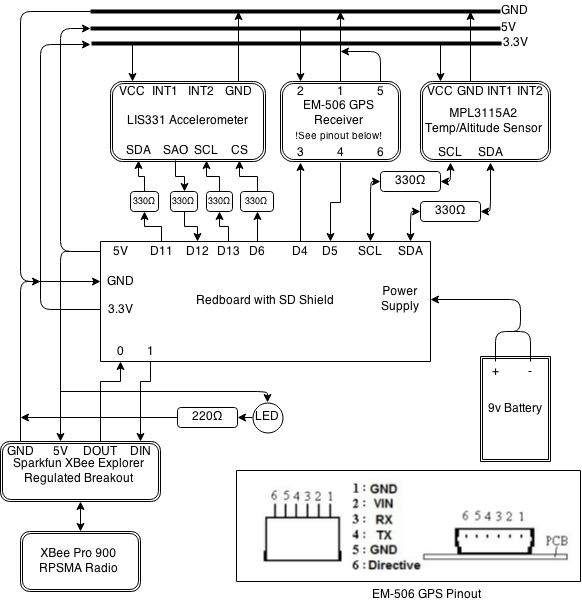 GND
5V
3.3V
VCC INT1 INT2 GND
LIS331 Accelerometer
SDA SAO SCL CS
2 1 5
EM-506 GPS
Receiver
!See pinout below!
3 4 6
VCC GND INT1 INT2
MPL3115A2
Temp/Altitude Sensor
SCL SDA
330Ω
330Ω
330Ω
330Ω
330Ω
330Ω
5V D11 D12 D13 D6 D4 D5 SCL SDA
GND
3.3V
Redboard with SD Shield
Power
Supply
0 1
+ -
9v Battery
220Ω
LED
GND 5V DOUT DIN
Sparkfun XBee Explorer
Regulated Breakout
XBee Pro 900
RPSMA Radio
6 5 4 3 2 1
1 : GND
2 : VIN
3 : RX
4 : TX
5 : GND
6 : Directive
6 5 4 3 2 1
PCB
EM-506 GPS Pinout